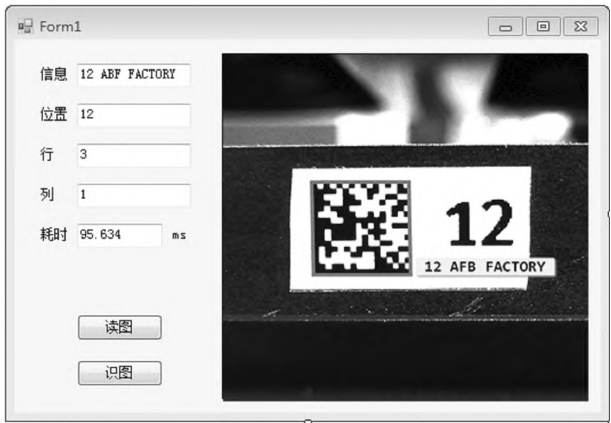 Form1
信息 12 ABF FACTORY
位置 12
行 3
列 1
耗时 95.634 ms
读图
识图
12
12 AFB FACTORY